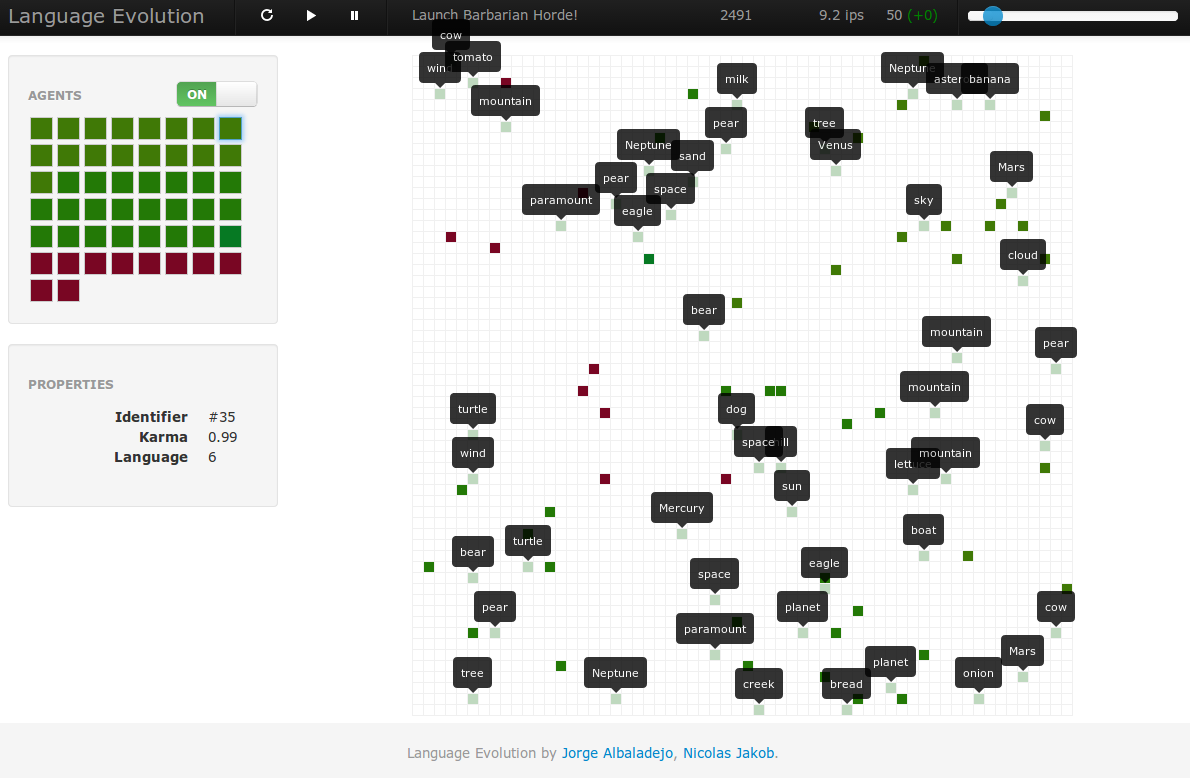 Language Evolution
Launch Barbarian Horde!
2491
9.2 ips
50 (+0)
AGENTS
ON
PROPERTIES
Identifier #35
Karma 0.99
Language 6
cow
wind
tomato
mountain
milk
Neptune
banana
pear
tree
Venus
Neptune
sand
Mars
pear
space
paramount
eagle
sky
cloud
bear
mountain
pear
mountain
turtle
dog
cow
wind
space
mountain
lettuce
sun
Mercury
boat
turtle
bear
eagle
space
pear
planet
cow
paramount
Mars
planet
tree
Neptune
creek
bread
onion
Language Evolution by Jorge Albaladejo, Nicolas Jakob.